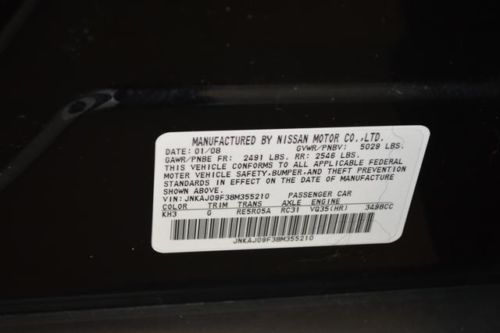 MANUFACTURED BY NISSAN MOTOR CO.,LTD.
DATE: 01/08 GVWR/PNBV: 5029 LBS.
GAWR/PNBE FR: 2491 LBS. RR: 2546 LBS.
THIS VEHICLE CONFORMS TO ALL APPLICABLE FEDERAL
MOTOR VEHICLE SAFETY,BUMPER,AND THEFT PREVENTION
STANDARDS IN EFFECT ON THE DATE OF MANUFACTURE
SHOWN ABOVE.
VIN: JNKAJ09F38M355210 PASSENGER CAR
COLOR TRIM TRANS AXLE ENGINE
KH3 G RE5R05A RC31 VQ35(HR) 3498CC
JNKAJ09F38M355210